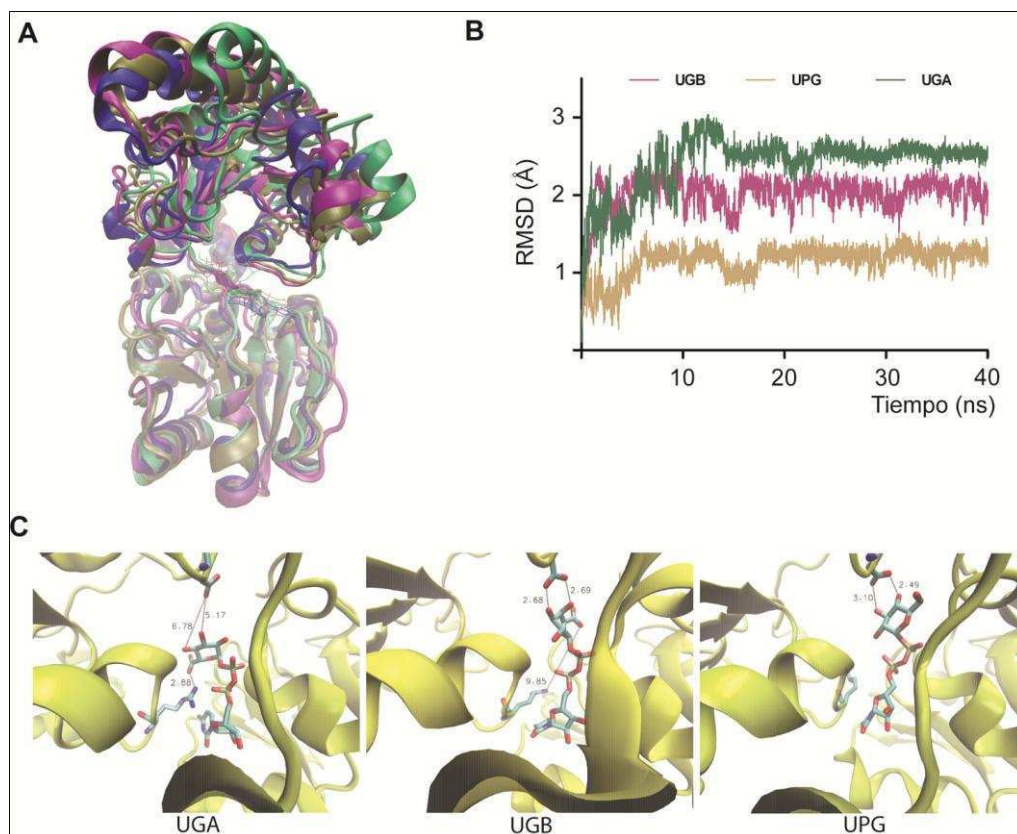 A
B
UGB UPG UGA
RMSD (Å)
3
2
1
10 20 30 40
Tiempo (ns)
C
6.78 5.17
2.88
UGA
2.68 2.69
9.85
UGB
3.10 2.49
UPG